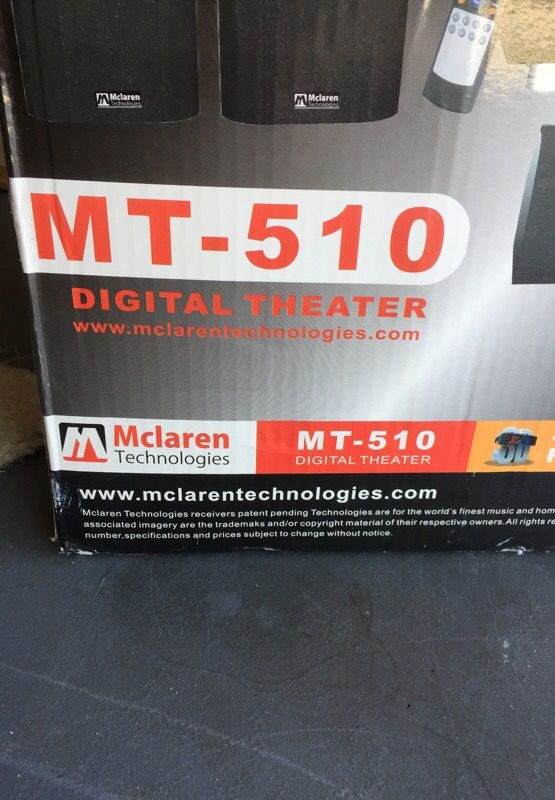 Mclaren
Technologies
Mclaren
Technologies
MT-510
DIGITAL THEATER
www.mclarentechnologies.com
Mclaren
Technologies
MT-510
DIGITAL THEATER
5D
www.mclarentechnologies.com
Mclaren Technologies receivers patent pending Technologies are for the world's finest music and hom
associated imagery are the trademaks and/or copyright material of their respective owners.All rights re
number,specifications and prices subject to change without notice.